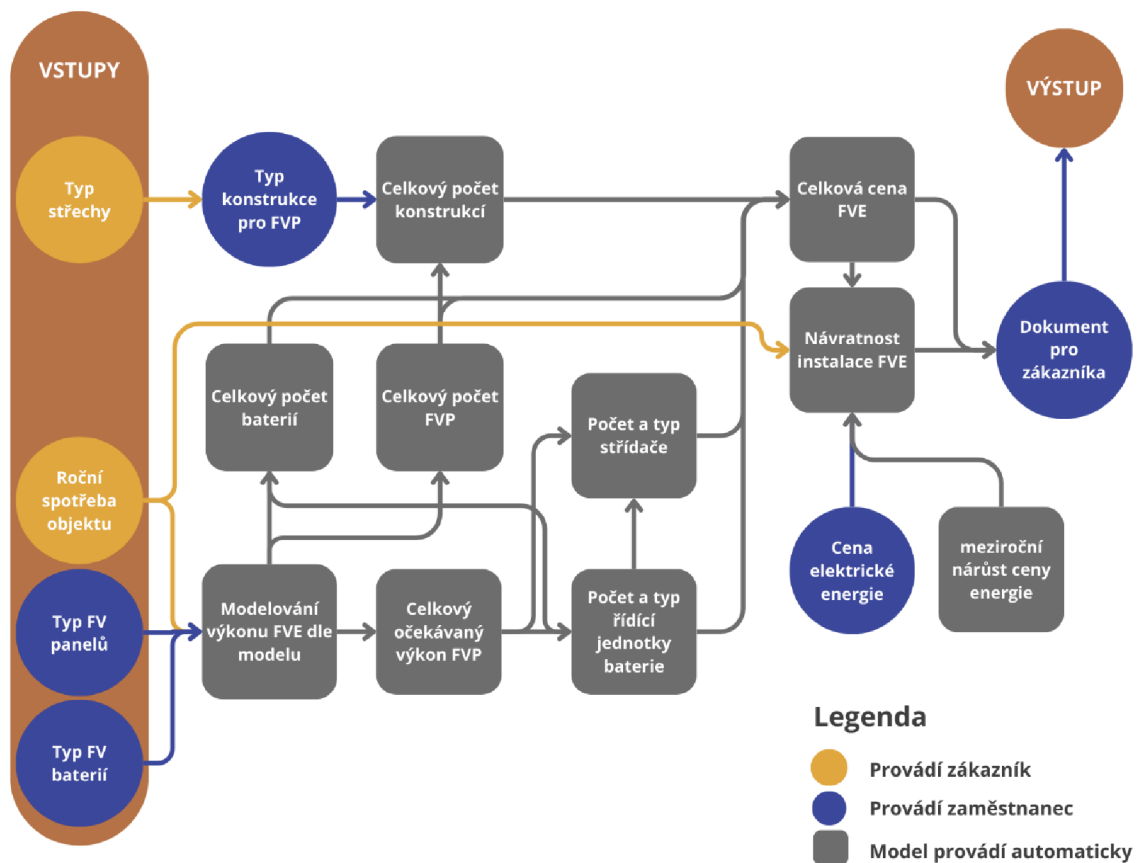 VSTUPY
VÝSTUP
Typ
střechy
Typ
konstrukce
pro FVP
Celkový počet
konstrukcí
Celková cena
FVE
Návratnost
instalace FVE
Dokument
pro
zákazníka
Celkový počet
baterií
Celkový počet
FVP
Počet a typ
střídače
Roční
spotřeba
objektu
Cena
elektrické
energie
meziroční
nárůst ceny
energie
Typ FV
panelů
Modelování
výkonu FVE dle
modelu
Celkový
očekávaný
výkon FVP
Počet a typ
řídící
jednotky
baterie
Typ FV
baterií
Legenda
Provádí zákazník
Provádí zaměstnanec
Model provádí automaticky